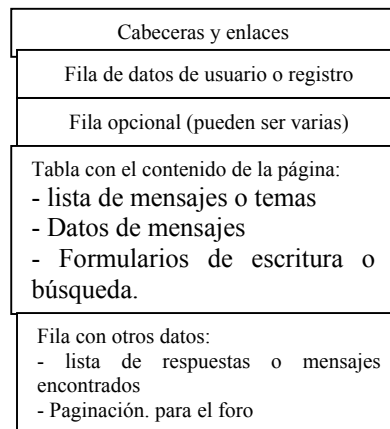 Cabeceras y enlaces
Fila de datos de usuario o registro
Fila opcional (pueden ser varias)
Tabla con el contenido de la página:
- lista de mensajes o temas
- Datos de mensajes
- Formularios de escritura o
búsqueda.
Fila con otros datos:
- lista de respuestas o mensajes
encontrados
- Paginación. para el foro